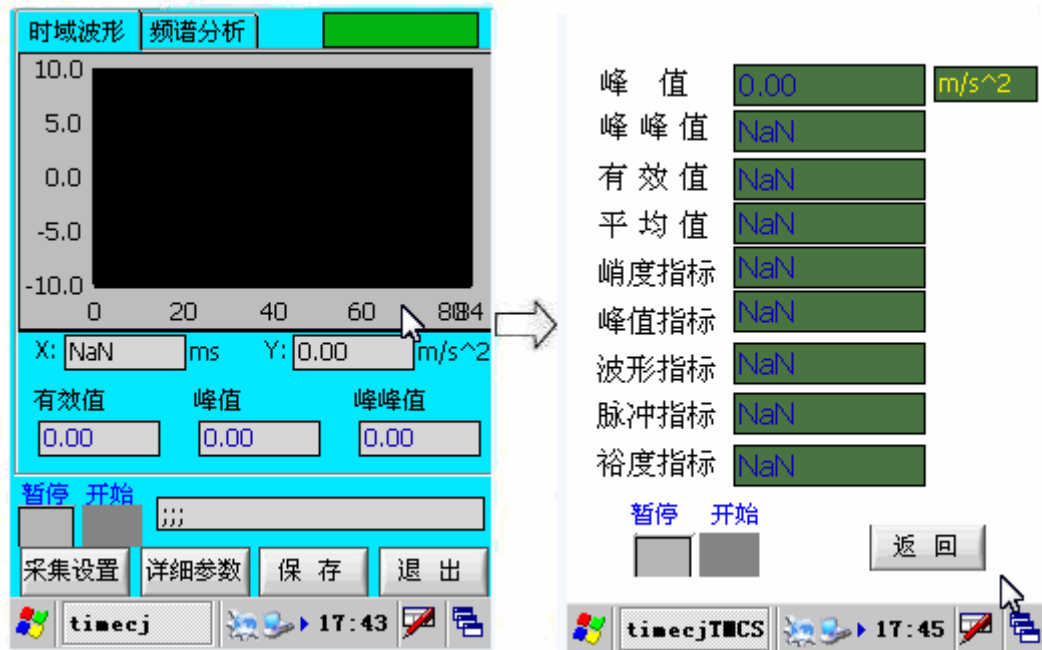 时域波形 频谱分析
10.0
5.0
0.0
-5.0
-10.0
0 20 40 60 84
X: NaN ms Y: 0.00 m/s^2
有效值 峰值 峰峰值
0.00 0.00 0.00
暂停 开始
;;;
采集设置 详细参数 保 存 退 出
timecj 17:43
峰 值 0.00 m/s^2
峰 峰 值 NaN
有 效 值 NaN
平 均 值 NaN
峭度指标 NaN
峰值指标 NaN
波形指标 NaN
脉冲指标 NaN
裕度指标 NaN
暂停 开始
返 回
timecjTMCS 17:45